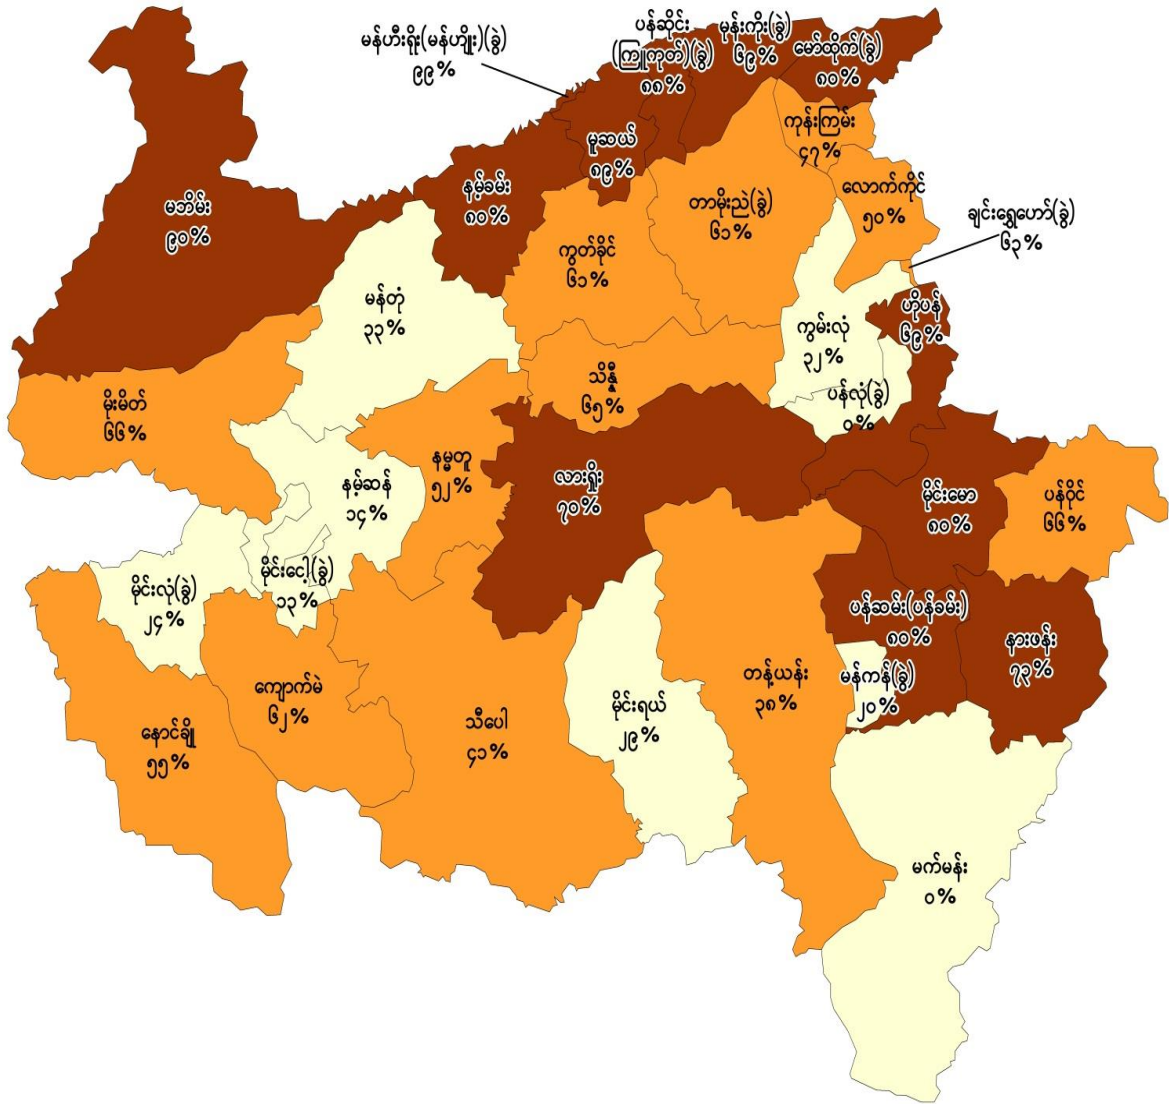 ပန်ဆိုင်း
(ကြူကုတ်)(ခွဲ)
၈၈%
မုန်းကိုး(ခွဲ)
၆၉%
မန်ဟီးရိုး(မန်ဟျိုး)(ခွဲ)
၉၉%
မော်ထိုက်(ခွဲ)
၈၀%
မူဆယ်
၈၉%
ကုန်းကြမ်း
၄၇%
နမ့်ခမ်း
၈၀%
လောက်ကိုင်
၅၀%
မဘိမ်း
၉၀%
တာမိုးညဲ(ခွဲ)
၆၁%
ချင်းရွှေဟော်(ခွဲ)
၆၃%
ကွတ်ခိုင်
၆၁%
မန်တုံ
၃၃%
ဟိုပန်
၆၉%
ကွမ်းလုံ
၃၂%
သိန္နီ
၆၅%
ပန်လုံ(ခွဲ)
၀%
မိုးမိတ်
၆၆%
နမ္မတူ
၅၂%
နမ့်ဆန်
၁၄%
လားရှိုး
၇၀%
မိုင်းမော
၈၀%
ပန်ဝိုင်
၆၆%
မိုင်းငေါ့(ခွဲ)
၁၃%
မိုင်းလုံ(ခွဲ)
၂၄%
ပန်ဆမ်း(ပန်ခမ်း)
၈၀%
နားဖန်း
၇၃%
ကျောက်မဲ
၆၂%
တန့်ယန်း
၃၈%
မန်ကန်(ခွဲ)
၂၀%
နောင်ချို
၅၅%
သီပေါ
၄၁%
မိုင်းရယ်
၂၉%
မက်မန်း
၀%